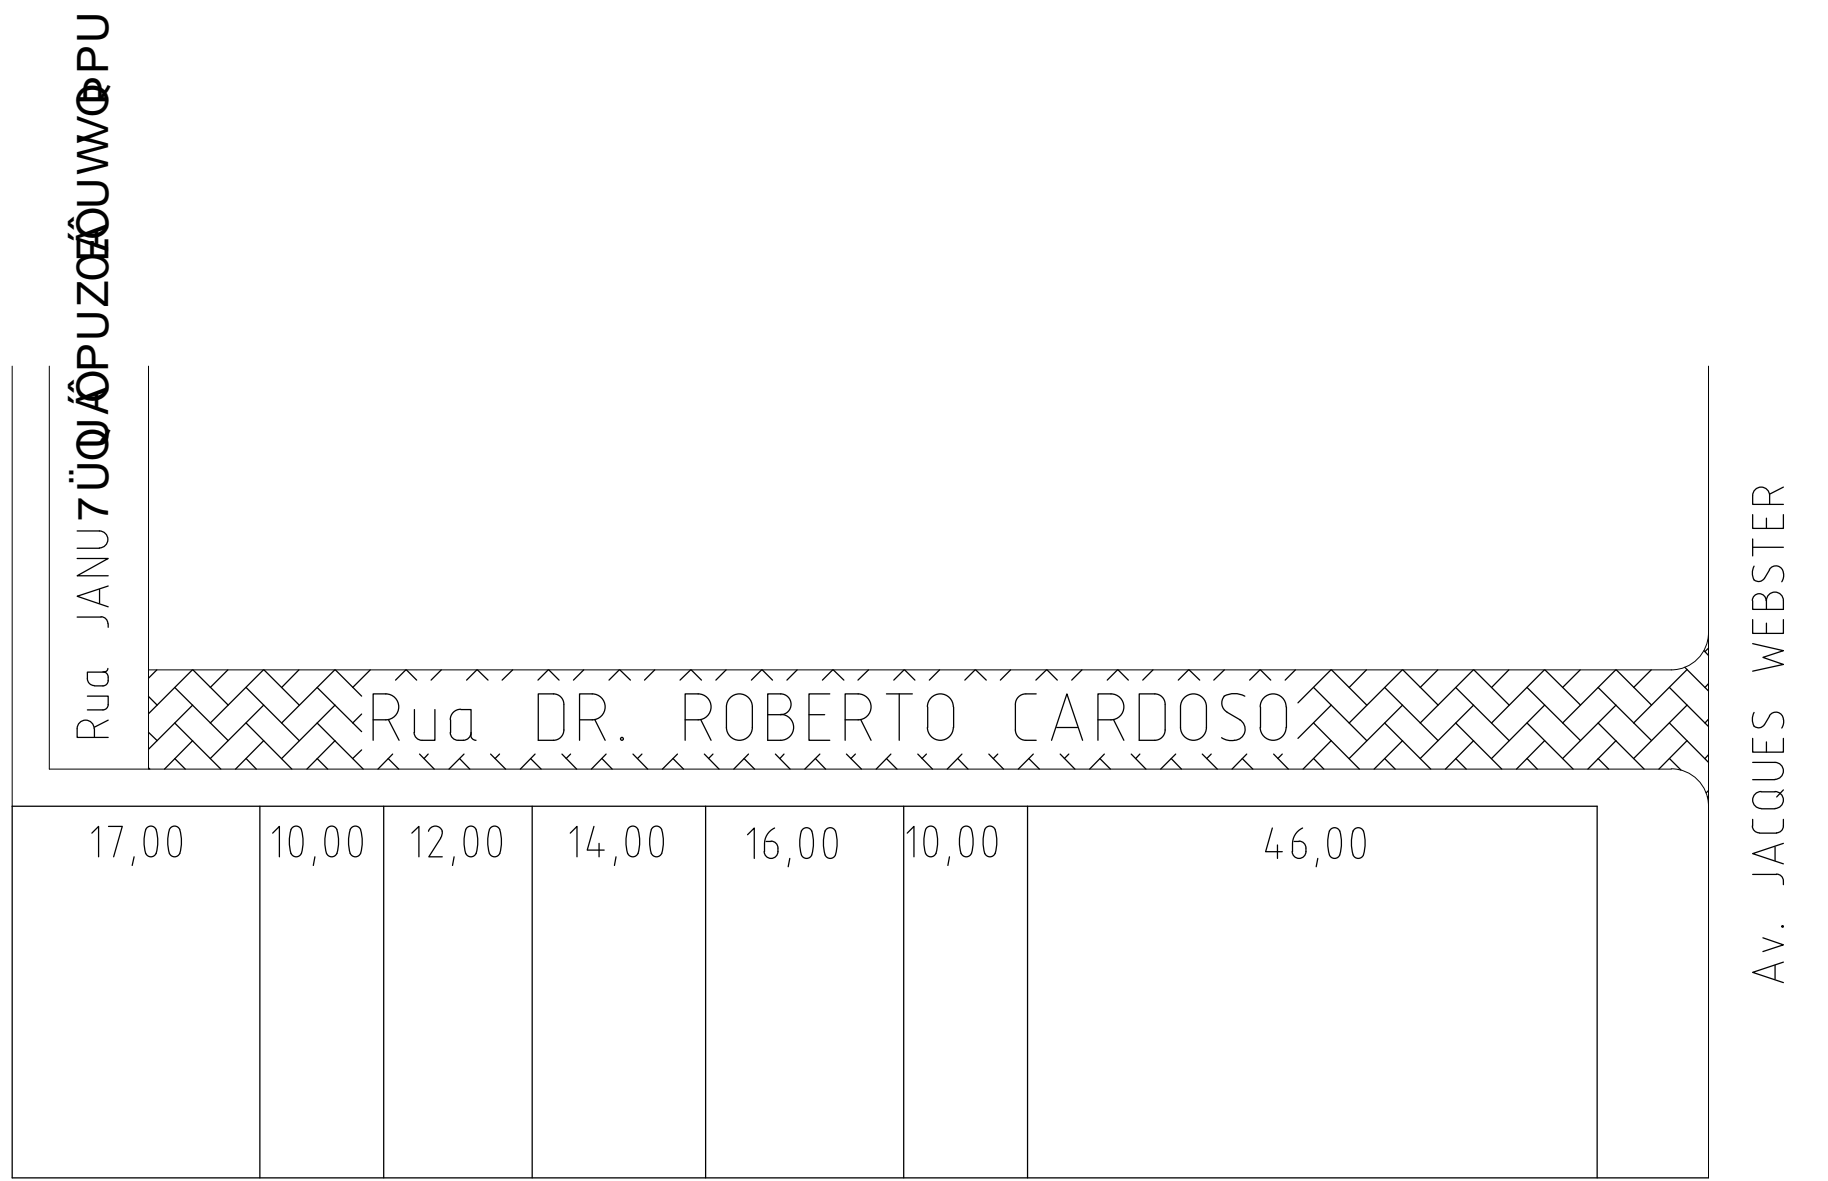 Rua JANU
Rua DR. ROBERTO CARDOSO
Av. JACQUES WEBSTER
17,00 10,00 12,00 14,00 16,00 10,00 46,00